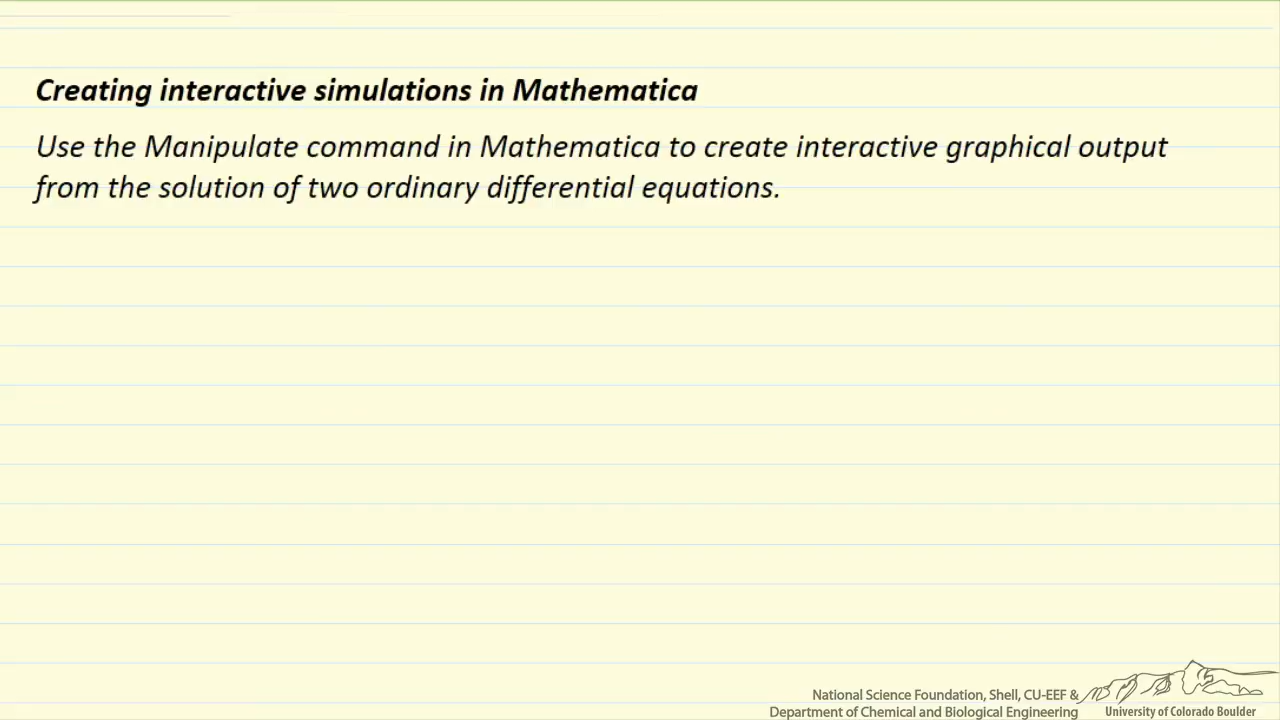 Creating interactive simulations in Mathematica
Use the Manipulate command in Mathematica to create interactive graphical output
from the solution of two ordinary differential equations.
National Science Foundation, Shell, CU-EEF &
Department of Chemical and Biological Engineering
University of Colorado Boulder